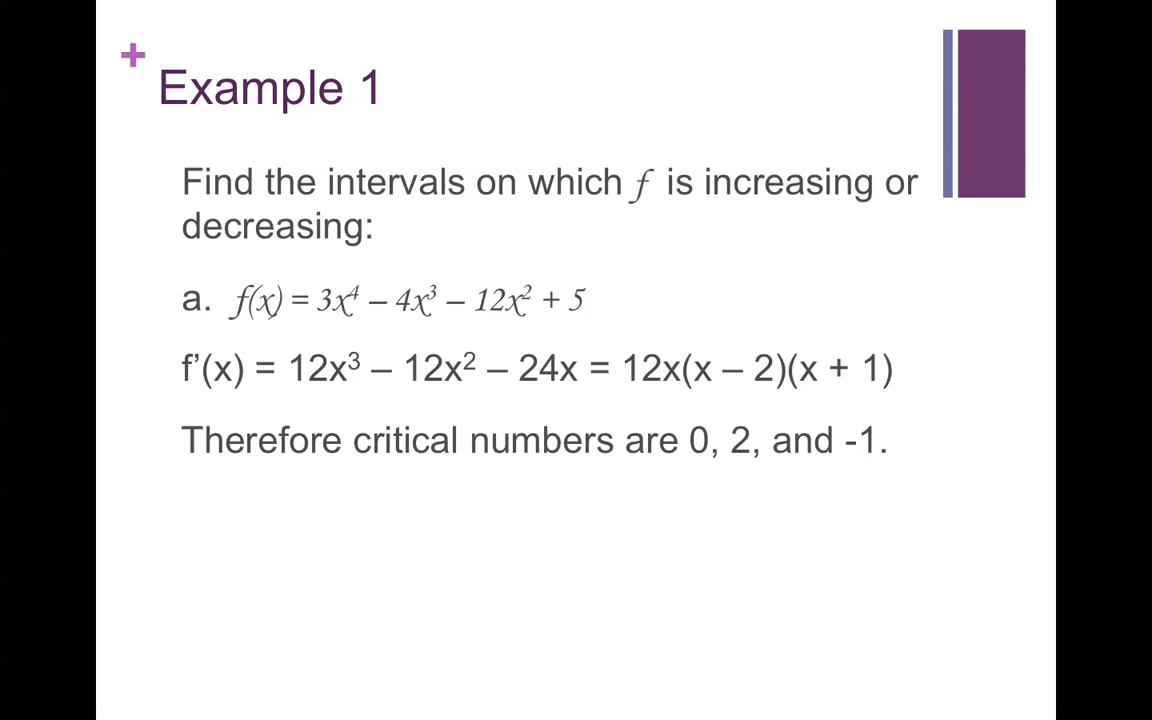 +
Example 1
Find the intervals on which f is increasing or
decreasing:
a. f(x) = 3x⁴ – 4x³ – 12x² + 5
f’(x) = 12x³ – 12x² – 24x = 12x(x – 2)(x + 1)
Therefore critical numbers are 0, 2, and -1.